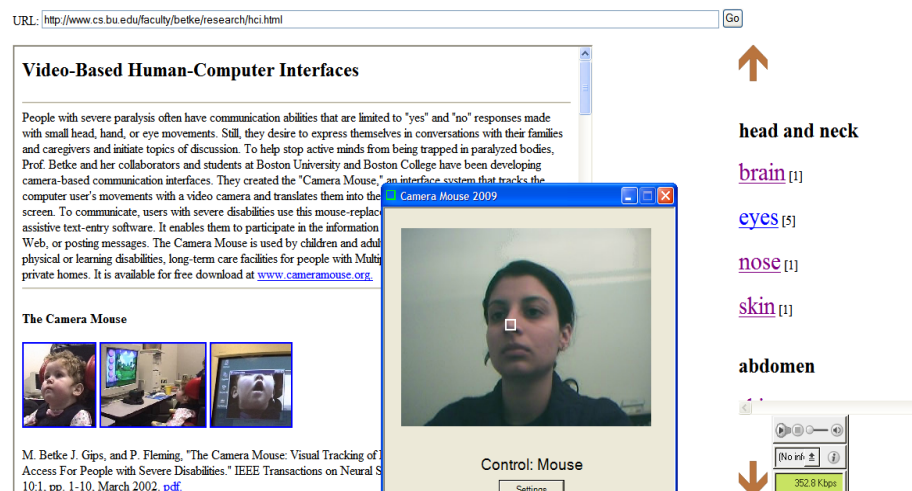 URL: http://www.cs.bu.edu/faculty/betke/research/hci.html Go
Video-Based Human-Computer Interfaces
People with severe paralysis often have communication abilities that are limited to "yes" and "no" responses made
with small head, hand, or eye movements. Still, they desire to express themselves in conversations with their families
and caregivers and initiate topics of discussion. To help stop active minds from being trapped in paralyzed bodies,
Prof. Betke and her collaborators and students at Boston University and Boston College have been developing
camera-based communication interfaces. They created the "Camera Mouse," an interface system that tracks the
computer user's movements with a video camera and translates them into the
screen. To communicate, users with severe disabilities use this mouse-replac
assistive text-entry software. It enables them to participate in the information
Web, or posting messages. The Camera Mouse is used by children and adul
physical or learning disabilities, long-term care facilities for people with Multip
private homes. It is available for free download at www.cameramouse.org.
The Camera Mouse
M. Betke J. Gips, and P. Fleming, "The Camera Mouse: Visual Tracking of
Access For People with Severe Disabilities." IEEE Transactions on Neural S
10:1, pp. 1-10, March 2002. pdf.
Camera Mouse 2009
Control: Mouse
Settings
head and neck
brain [1]
eyes [5]
nose [1]
skin [1]
abdomen
(No inf
352.8 Kbps